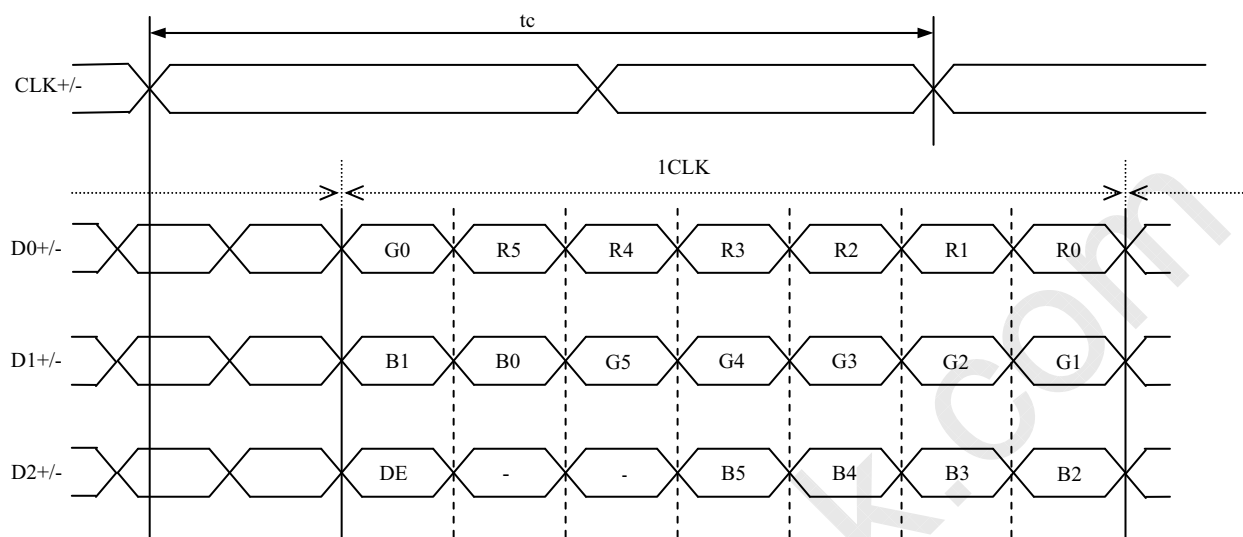 tc
CLK+/-
1CLK
D0+/- G0 R5 R4 R3 R2 R1 R0
D1+/- B1 B0 G5 G4 G3 G2 G1
D2+/- DE - - B5 B4 B3 B2
k.com